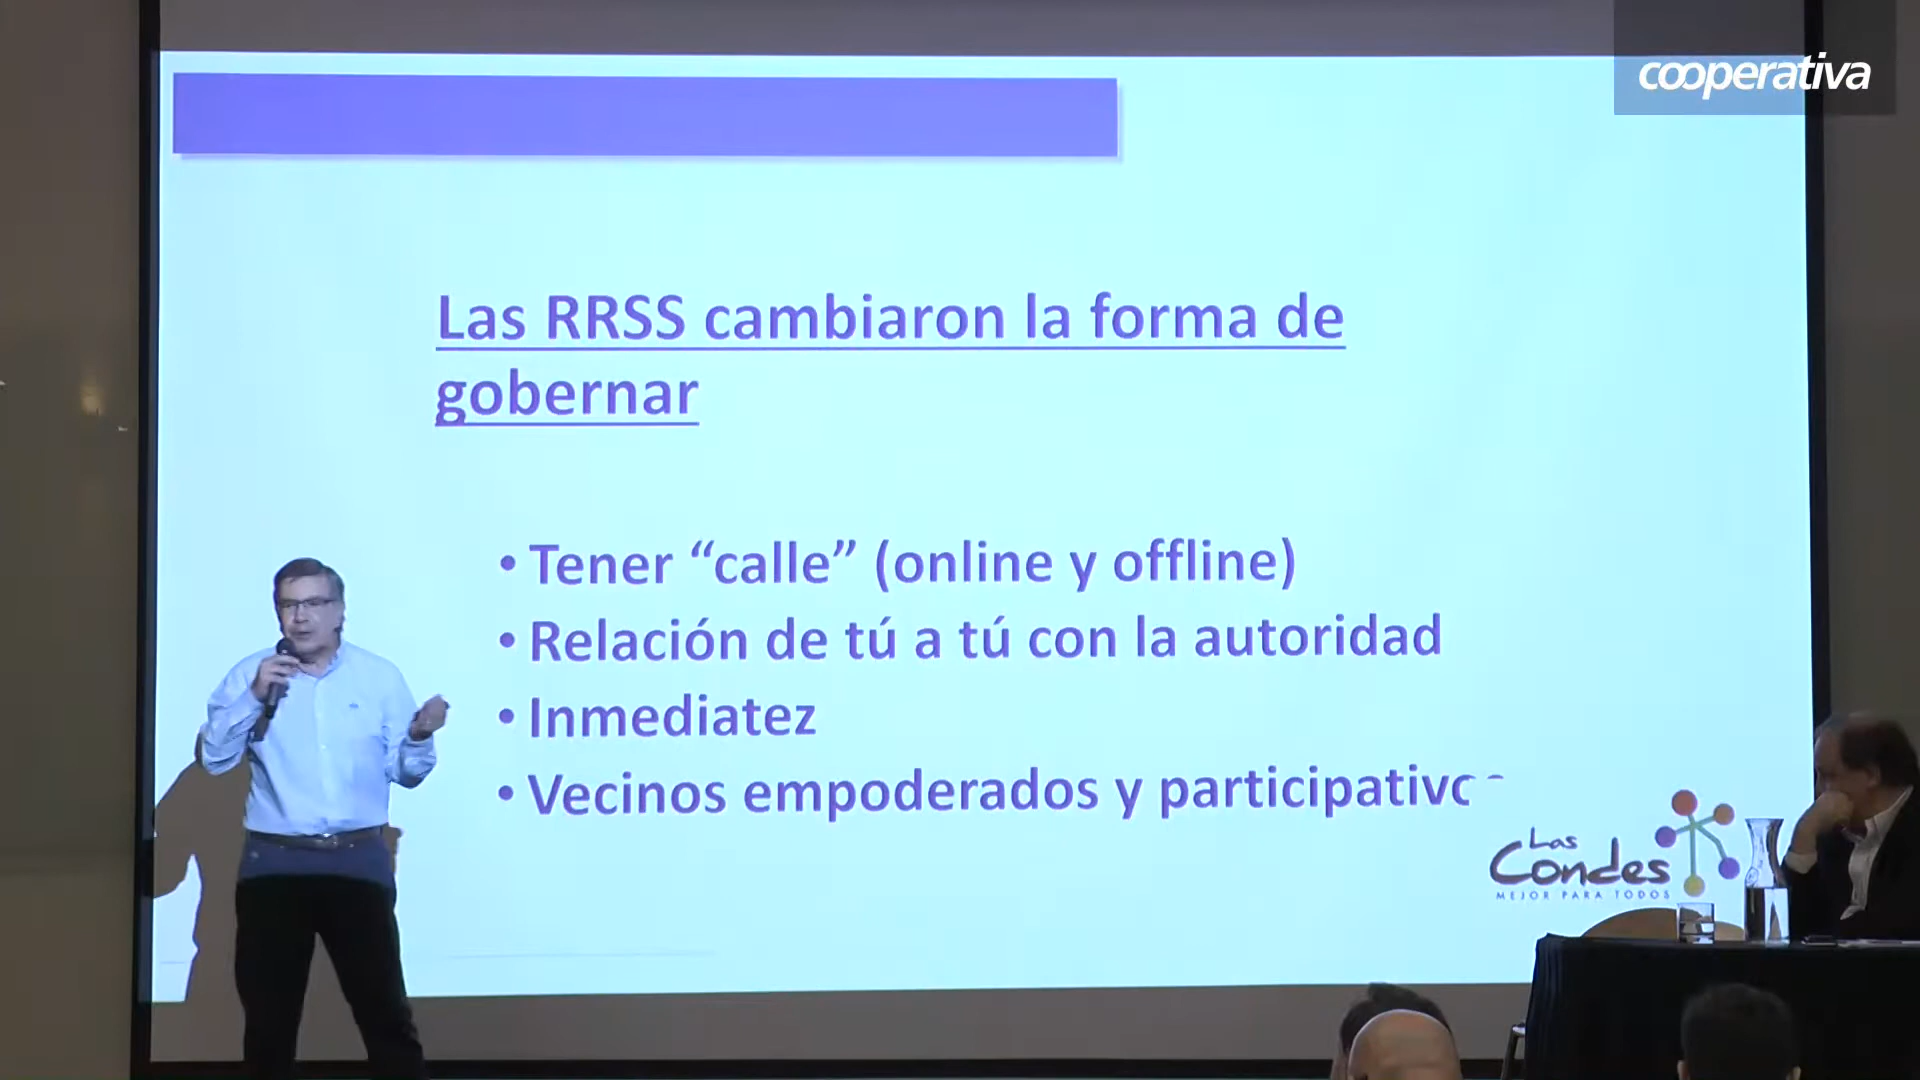 cooperativa
Las RRSS cambiaron la forma de
gobernar
• Tener “calle” (online y offline)
• Relación de tú a tú con la autoridad
• Inmediatez
• Vecinos empoderados y participativos
Las
Condes
MEJOR PARA TODOS